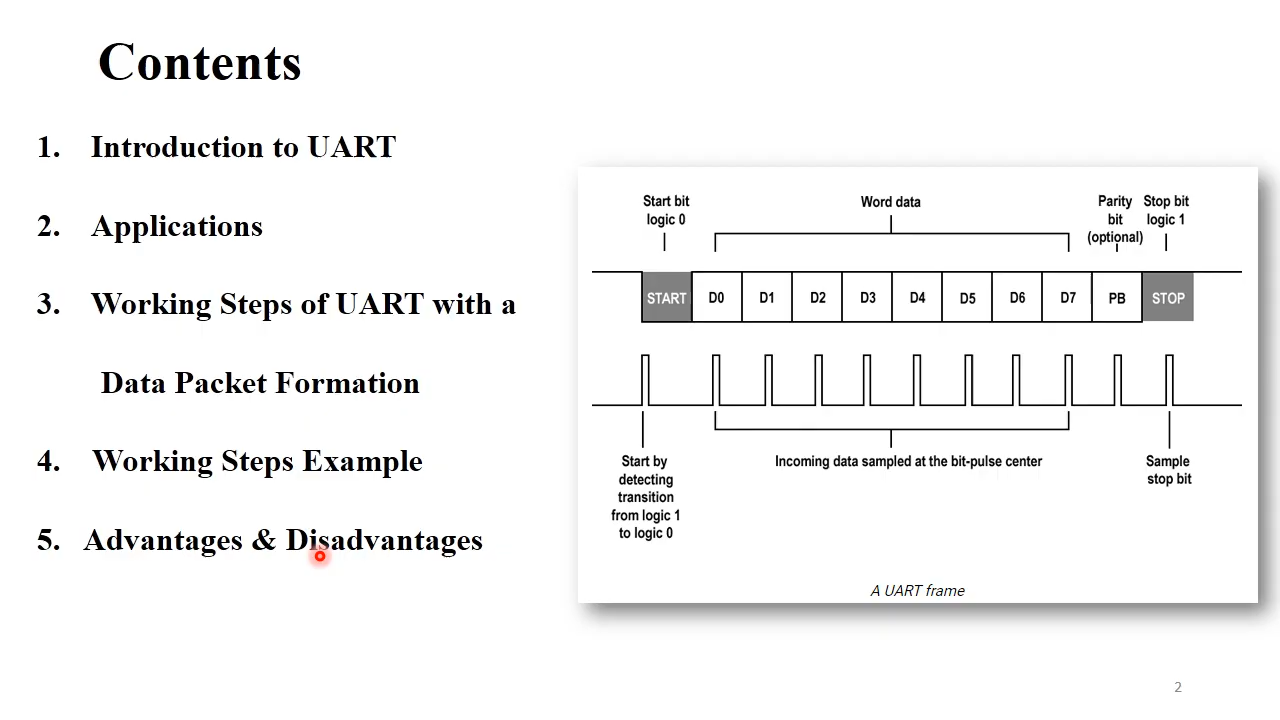 Contents
1. Introduction to UART
2. Applications
3. Working Steps of UART with a
Data Packet Formation
4. Working Steps Example
5. Advantages & Disadvantages
Start bit
logic 0
Word data
Parity
bit
(optional)
Stop bit
logic 1
START D0 D1 D2 D3 D4 D5 D6 D7 PB STOP
Start by
detecting
transition
from logic 1
to logic 0
Incoming data sampled at the bit-pulse center
Sample
stop bit
A UART frame
2